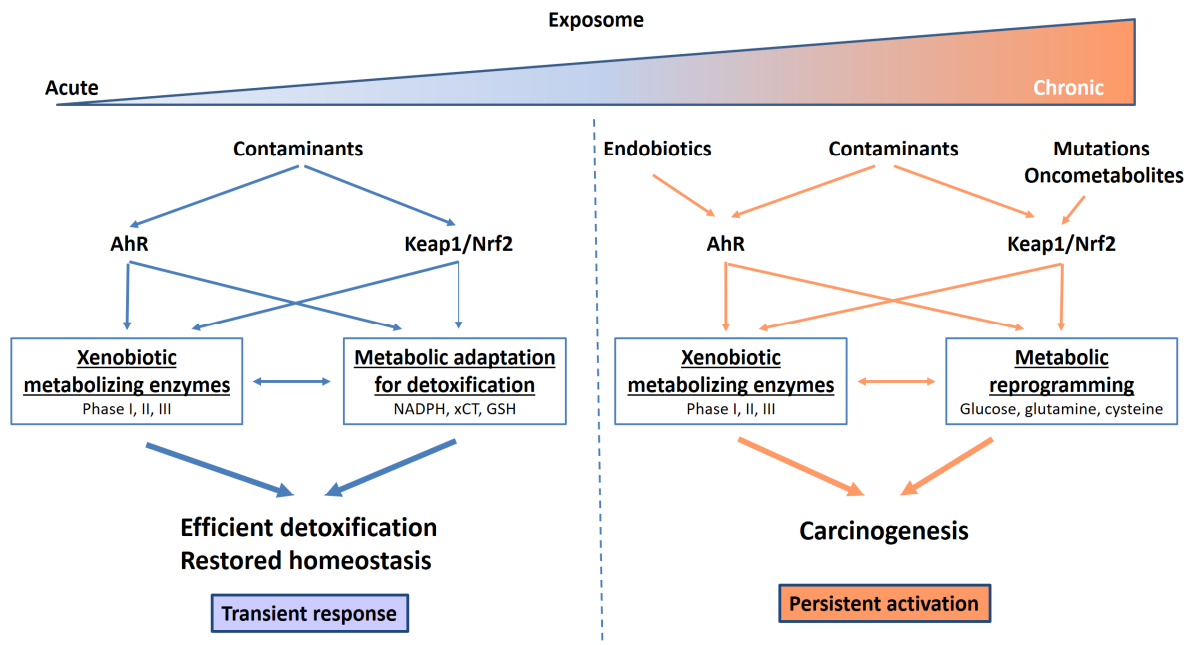 Exposome
Acute
Chronic
Contaminants
AhR
Keap1/Nrf2
Xenobiotic
metabolizing enzymes
Phase I, II, III
Metabolic adaptation
for detoxification
NADPH, xCT, GSH
Efficient detoxification
Restored homeostasis
Transient response
Endobiotics
Contaminants
Mutations
Oncometabolites
AhR
Keap1/Nrf2
Xenobiotic
metabolizing enzymes
Phase I, II, III
Metabolic
reprogramming
Glucose, glutamine, cysteine
Carcinogenesis
Persistent activation